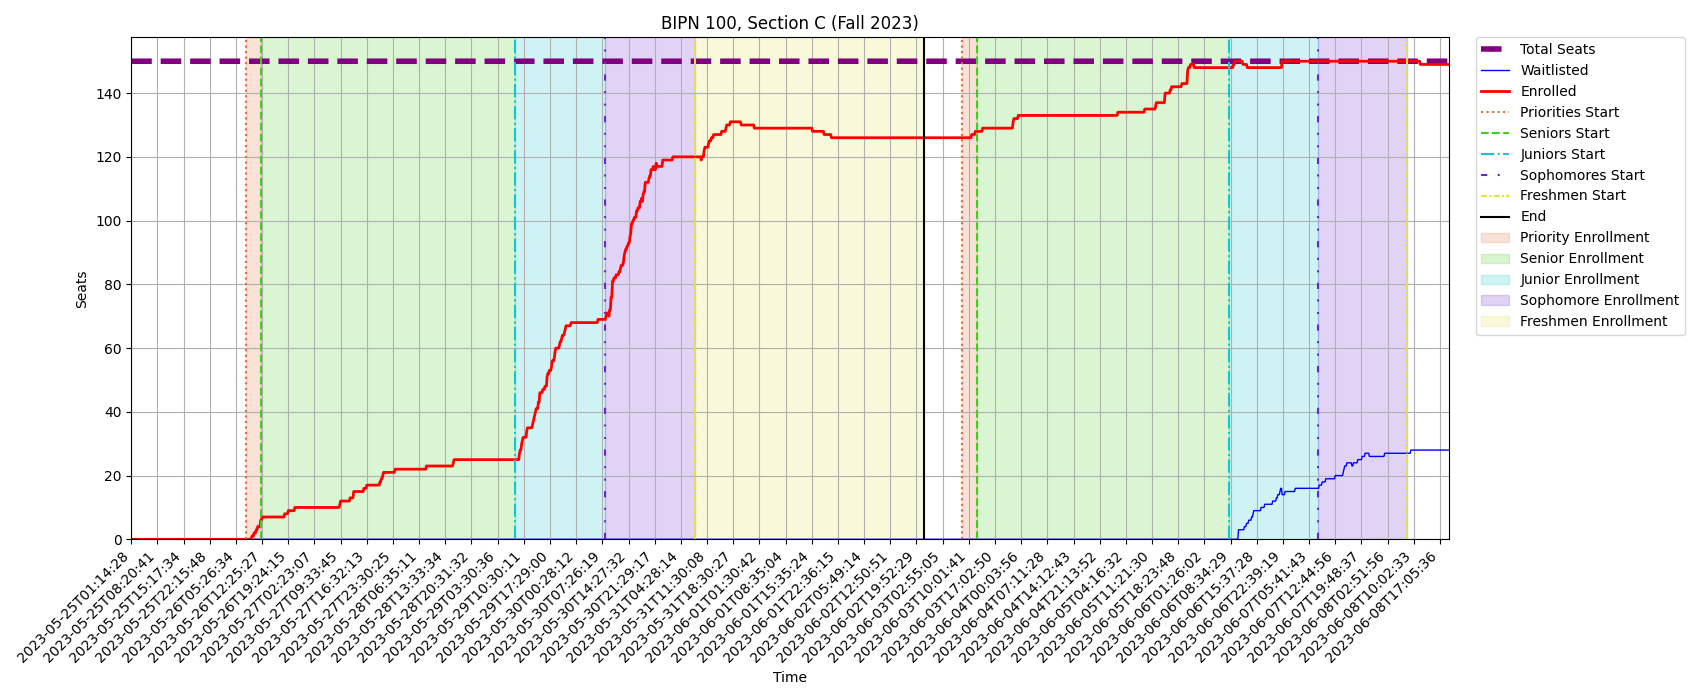 BIPN 100, Section C (Fall 2023)
Seats
140
120
100
80
60
40
20
0
2023-05-25T01:14:28
2023-05-25T08:20:41
2023-05-25T15:17:34
2023-05-25T22:15:48
2023-05-26T05:26:34
2023-05-26T12:25:27
2023-05-26T19:24:15
2023-05-27T02:23:07
2023-05-27T09:33:45
2023-05-27T16:32:13
2023-05-27T23:30:25
2023-05-28T06:35:11
2023-05-28T13:33:34
2023-05-28T20:31:32
2023-05-29T03:30:36
2023-05-29T10:30:11
2023-05-29T17:29:00
2023-05-30T00:28:12
2023-05-30T07:26:19
2023-05-30T14:27:32
2023-05-30T21:29:17
2023-05-31T04:28:14
2023-05-31T11:30:08
2023-05-31T18:30:27
2023-06-01T01:30:42
2023-06-01T08:35:04
2023-06-01T15:35:24
2023-06-01T22:36:15
2023-06-02T05:49:14
2023-06-02T12:50:51
2023-06-02T19:52:29
2023-06-03T02:55:05
2023-06-03T10:01:41
2023-06-03T17:02:50
2023-06-04T00:03:56
2023-06-04T07:11:28
2023-06-04T14:12:43
2023-06-04T21:13:52
2023-06-05T04:16:32
2023-06-05T11:21:30
2023-06-05T18:23:48
2023-06-06T01:26:02
2023-06-06T08:34:29
2023-06-06T15:37:28
2023-06-06T22:39:19
2023-06-07T05:41:43
2023-06-07T12:44:56
2023-06-07T19:48:37
2023-06-08T02:51:56
2023-06-08T10:02:33
2023-06-08T17:05:36
Time
Total Seats
Waitlisted
Enrolled
Priorities Start
Seniors Start
Juniors Start
Sophomores Start
Freshmen Start
End
Priority Enrollment
Senior Enrollment
Junior Enrollment
Sophomore Enrollment
Freshmen Enrollment